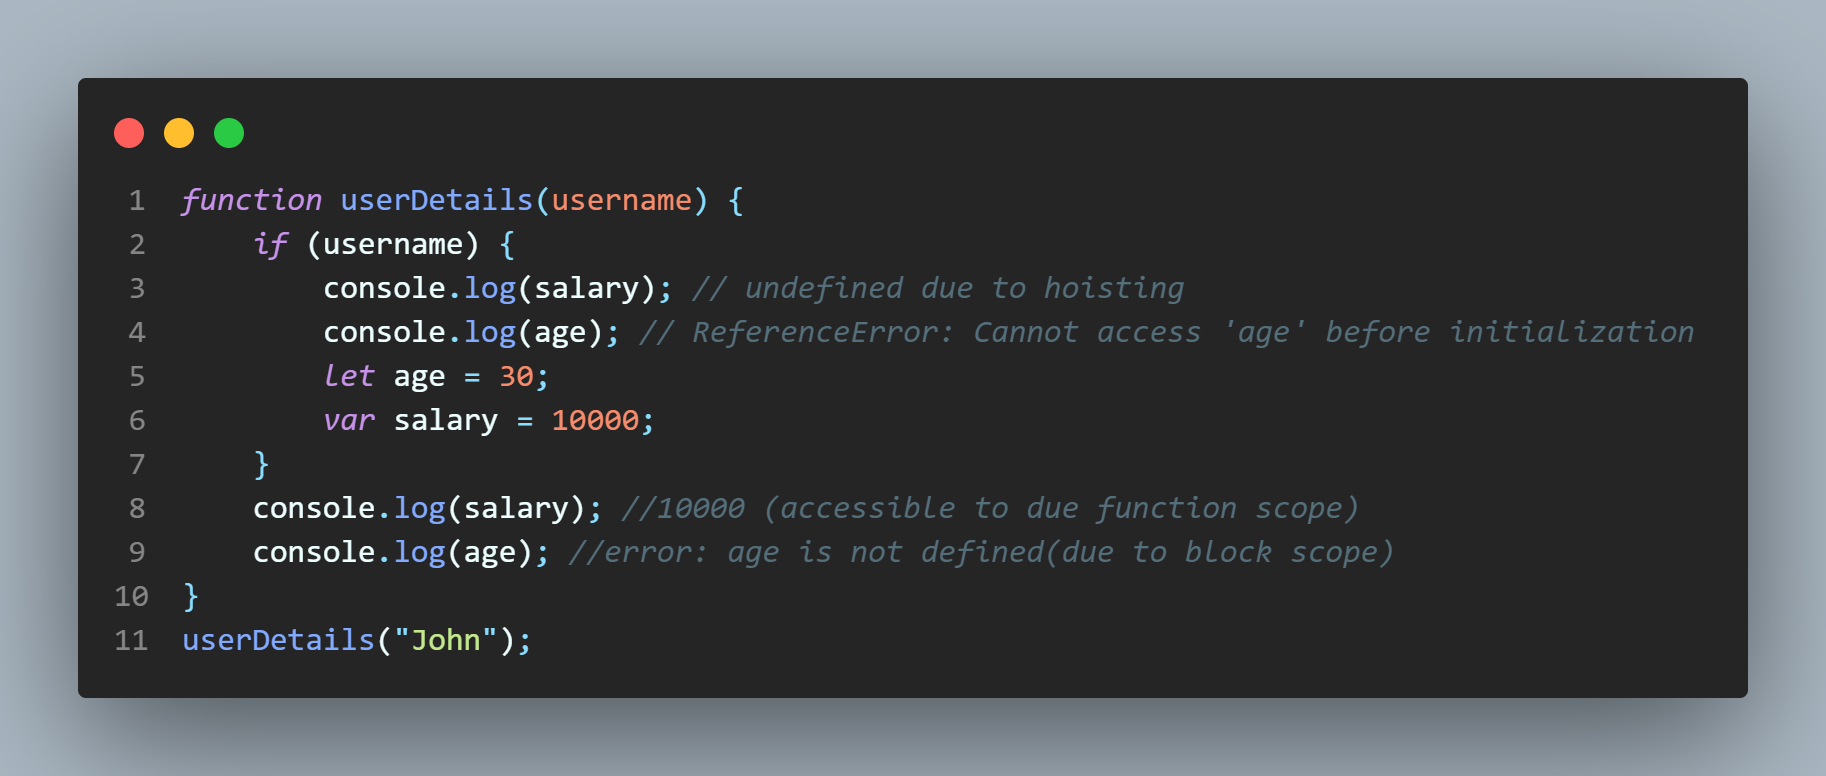 1 function userDetails(username) {
2     if (username) {
3         console.log(salary); // undefined due to hoisting
4         console.log(age); // ReferenceError: Cannot access 'age' before initialization
5         let age = 30;
6         var salary = 10000;
7     }
8     console.log(salary); //10000 (accessible to due function scope)
9     console.log(age); //error: age is not defined(due to block scope)
10 }
11 userDetails("John");